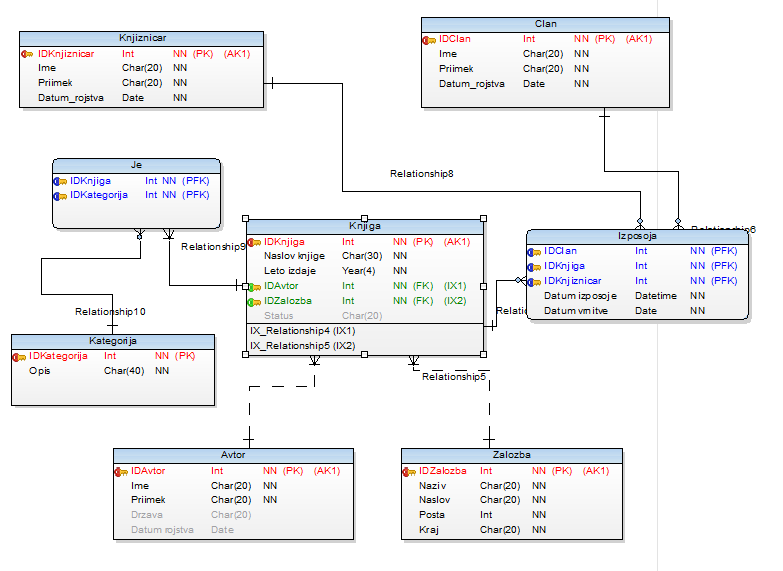 Knjiznicar
IDKnjiznicar Int NN (PK) (AK1)
Ime Char(20) NN
Priimek Char(20) NN
Datum_rojstva Date NN
Clan
IDClan Int NN (PK) (AK1)
Ime Char(20) NN
Priimek Char(20) NN
Datum_rojstva Date NN
Relationship8
Je
IDKnjiga Int NN (PFK)
IDKategorija Int NN (PFK)
Relationship9
Knjiga
IDKnjiga Int NN (PK) (AK1)
Naslov knjige Char(30) NN
Leto izdaje Year(4) NN
IDAvtor Int NN (FK) (IX1)
IDZalozba Int NN (FK) (IX2)
Status Char(20)
IX_Relationship4 (IX1)
IX_Relationship5 (IX2)
Relationship6
Izposoja
IDClan Int NN (PFK)
IDKnjiga Int NN (PFK)
IDKnjiznicar Int NN (PFK)
Datum izposoje Datetime NN
Datum vrnitve Date NN
Relati
Relationship10
Kategorija
IDKategorija Int NN (PK)
Opis Char(40) NN
Relationship5
Avtor
IDAvtor Int NN (PK) (AK1)
Ime Char(20) NN
Priimek Char(20) NN
Drzava Char(20)
Datum rojstva Date
Zalozba
IDZalozba Int NN (PK) (AK1)
Naziv Char(20) NN
Naslov Char(20) NN
Posta Int NN
Kraj Char(20) NN